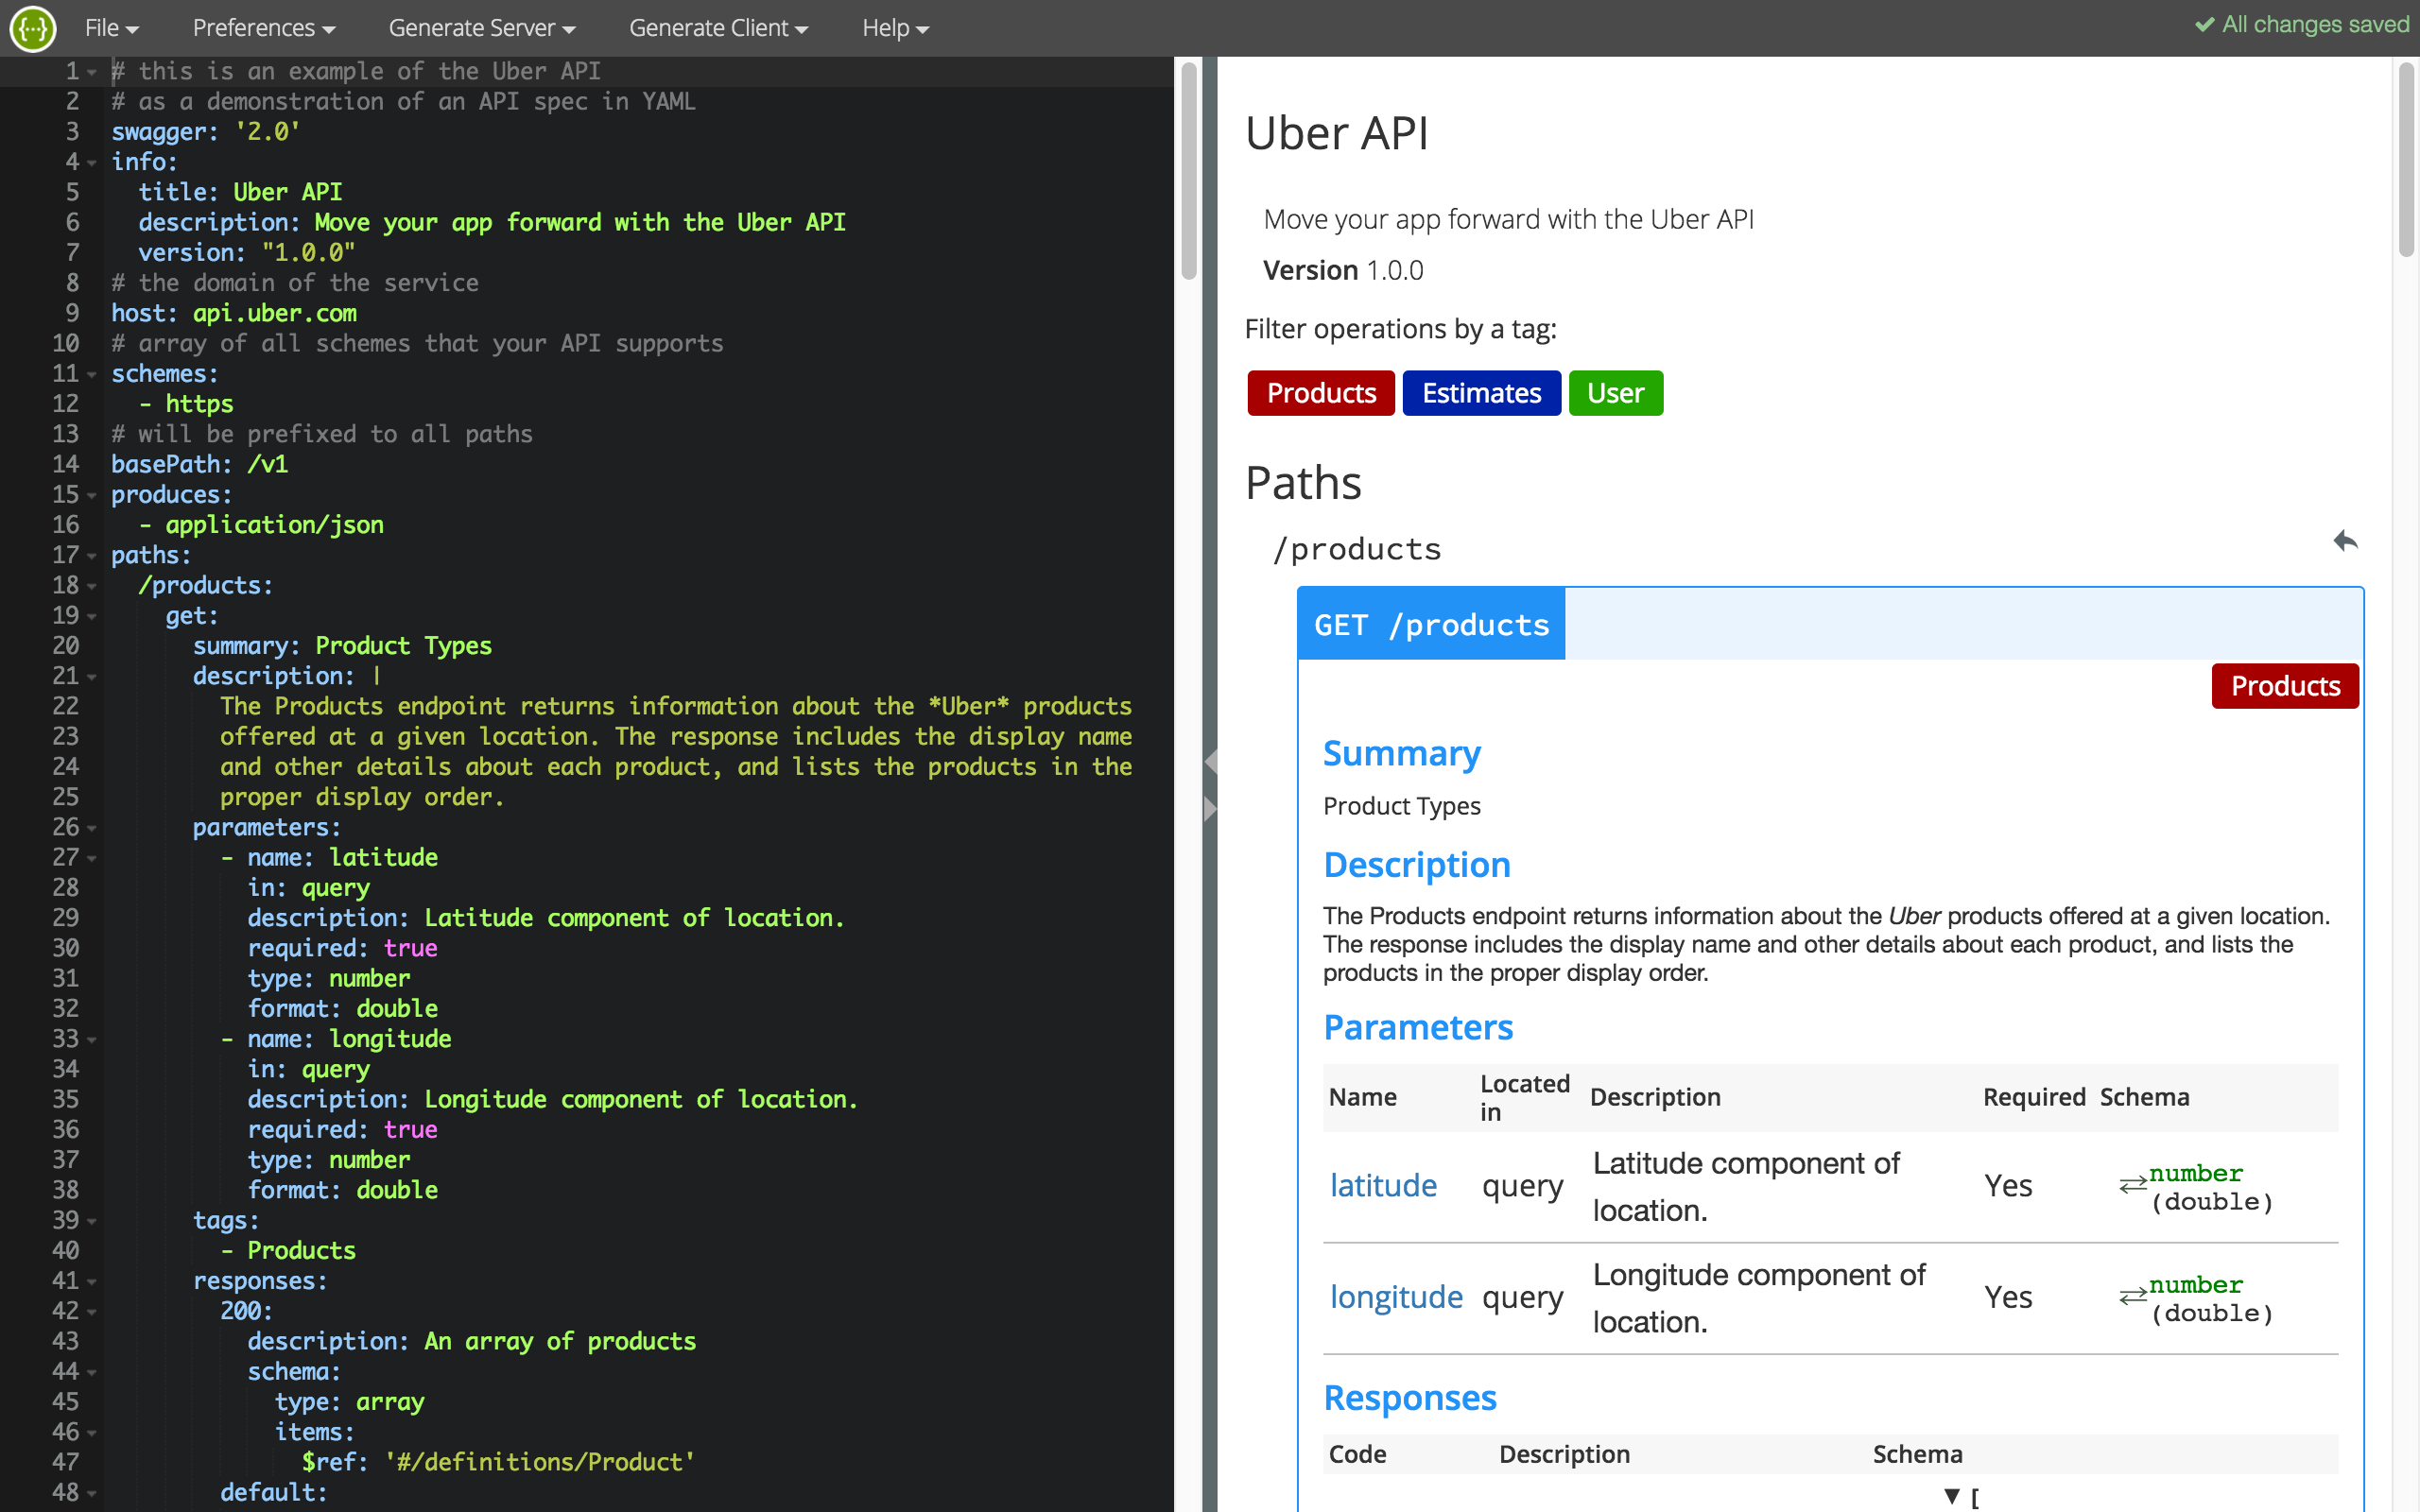 {···} File Preferences Generate Server Generate Client Help ✓ All changes saved
1 # this is an example of the Uber API
2 # as a demonstration of an API spec in YAML
3 swagger: '2.0'
4 info:
5 title: Uber API
6 description: Move your app forward with the Uber API
7 version: "1.0.0"
8 # the domain of the service
9 host: api.uber.com
10 # array of all schemes that your API supports
11 schemes:
12 - https
13 # will be prefixed to all paths
14 basePath: /v1
15 produces:
16 - application/json
17 paths:
18 /products:
19 get:
20 summary: Product Types
21 description: |
22 The Products endpoint returns information about the *Uber* products
23 offered at a given location. The response includes the display name
24 and other details about each product, and lists the products in the
25 proper display order.
26 parameters:
27 - name: latitude
28 in: query
29 description: Latitude component of location.
30 required: true
31 type: number
32 format: double
33 - name: longitude
34 in: query
35 description: Longitude component of location.
36 required: true
37 type: number
38 format: double
39 tags:
40 - Products
41 responses:
42 200:
43 description: An array of products
44 schema:
45 type: array
46 items:
47 $ref: '#/definitions/Product'
48 default:
Uber API
Move your app forward with the Uber API
Version 1.0.0
Filter operations by a tag:
Products Estimates User
Paths
/products
GET /products
Products
Summary
Product Types
Description
The Products endpoint returns information about the Uber products offered at a given location.
The response includes the display name and other details about each product, and lists the
products in the proper display order.
Parameters
Name Located in Description Required Schema
latitude query Latitude component of location. Yes ⇄ number (double)
longitude query Longitude component of location. Yes ⇄ number (double)
Responses
Code Description Schema
▼ [